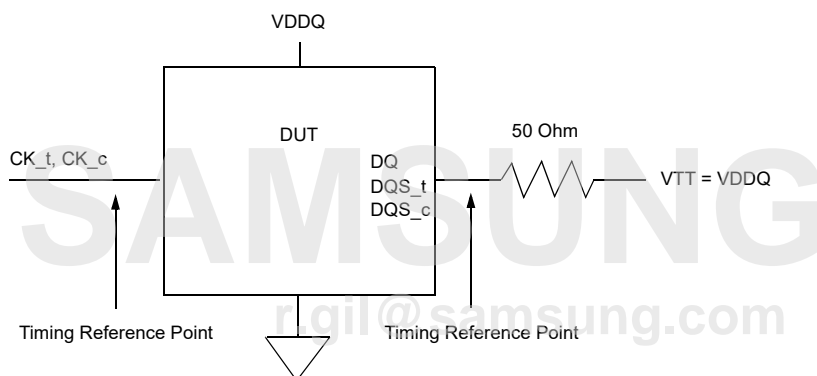 VDDQ
DUT
50 Ohm
CK_t, CK_c
DQ
DQS_t
DQS_c
VTT = VDDQ
SAMSUNG
r.gil@samsung.com
Timing Reference Point
Timing Reference Point